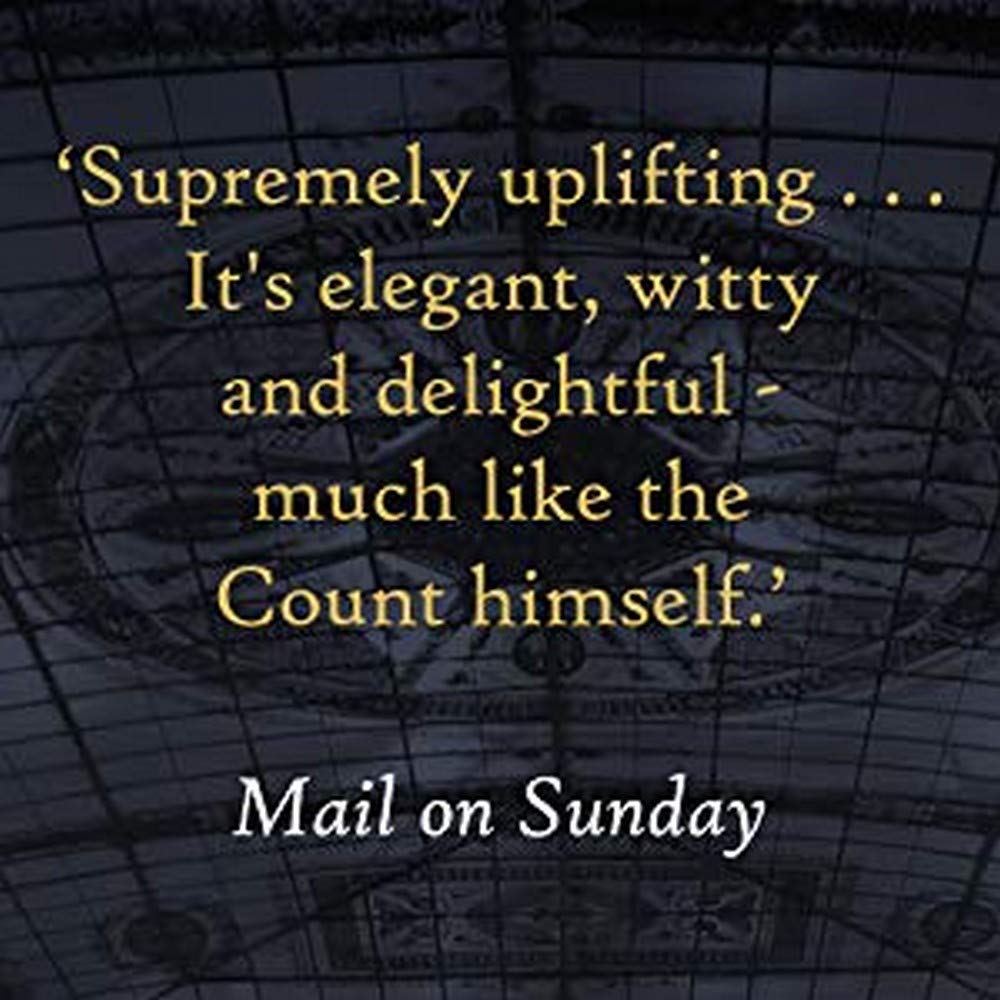 ‘Supremely uplifting . . .
It's elegant, witty
and delightful -
much like the
Count himself.’
Mail on Sunday